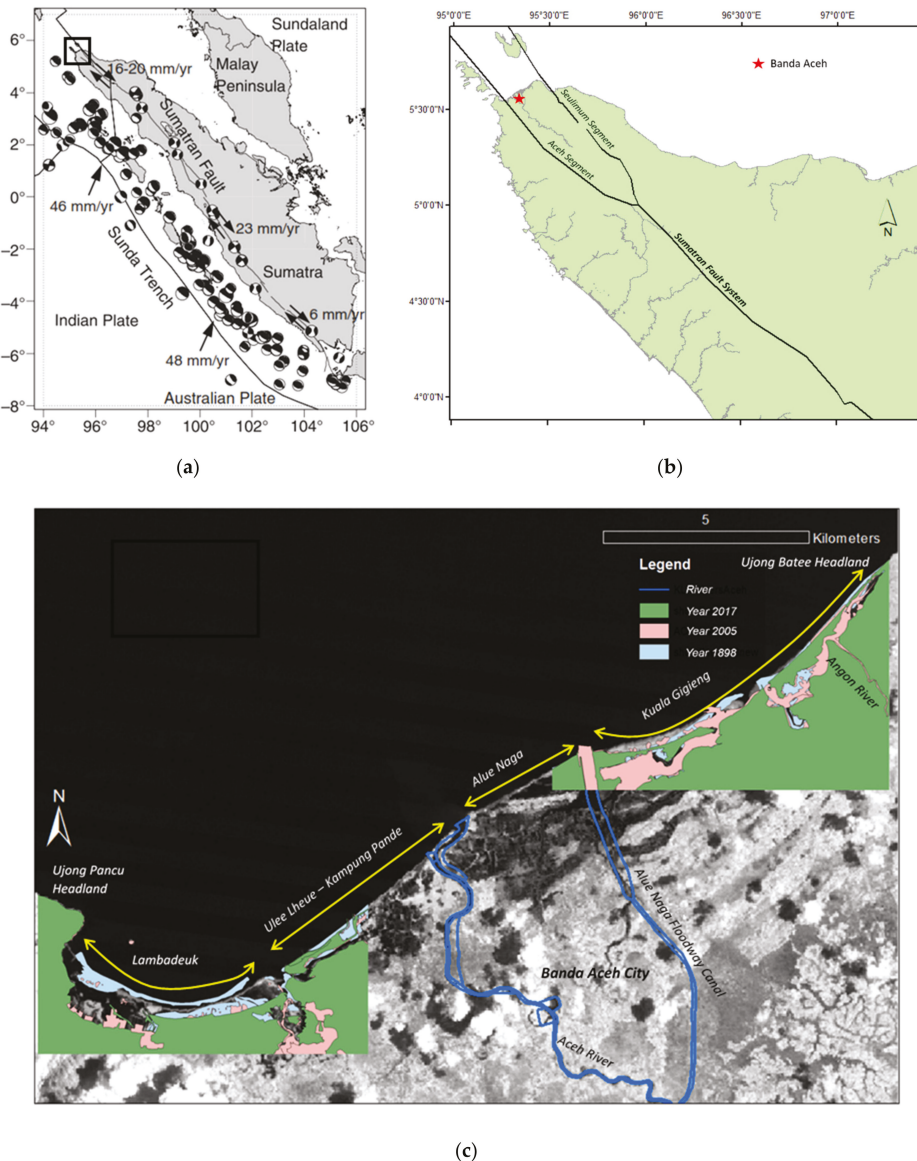 Sundaland
Plate
Malay
Peninsula
16-20 mm/yr
Sumatran Fault
46 mm/yr
23 mm/yr
Sumatra
Sunda Trench
6 mm/yr
Indian Plate
48 mm/yr
Australian Plate
6°
4°
2°
0°
−2°
−4°
−6°
−8°
94°
96°
98°
100°
102°
104°
106°
(a)
95°0'0"E
95°30'0"E
96°0'0"E
96°30'0"E
97°0'0"E
5°30'0"N
5°0'0"N
4°30'0"N
4°0'0"N
Banda Aceh
Seulimum Segment
Aceh Segment
Sumatran Fault System
N
(b)
5
Kilometers
Legend
River
Year 2017
Year 2005
Year 1898
Ujong Batee Headland
Kuala Gigieng
Angon River
Alue Naga
N
Ujong Pancu
Headland
Ulee Lheue – Kampung Pande
Lambadeuk
Alue Naga Floodway Canal
Banda Aceh City
Aceh River
(c)